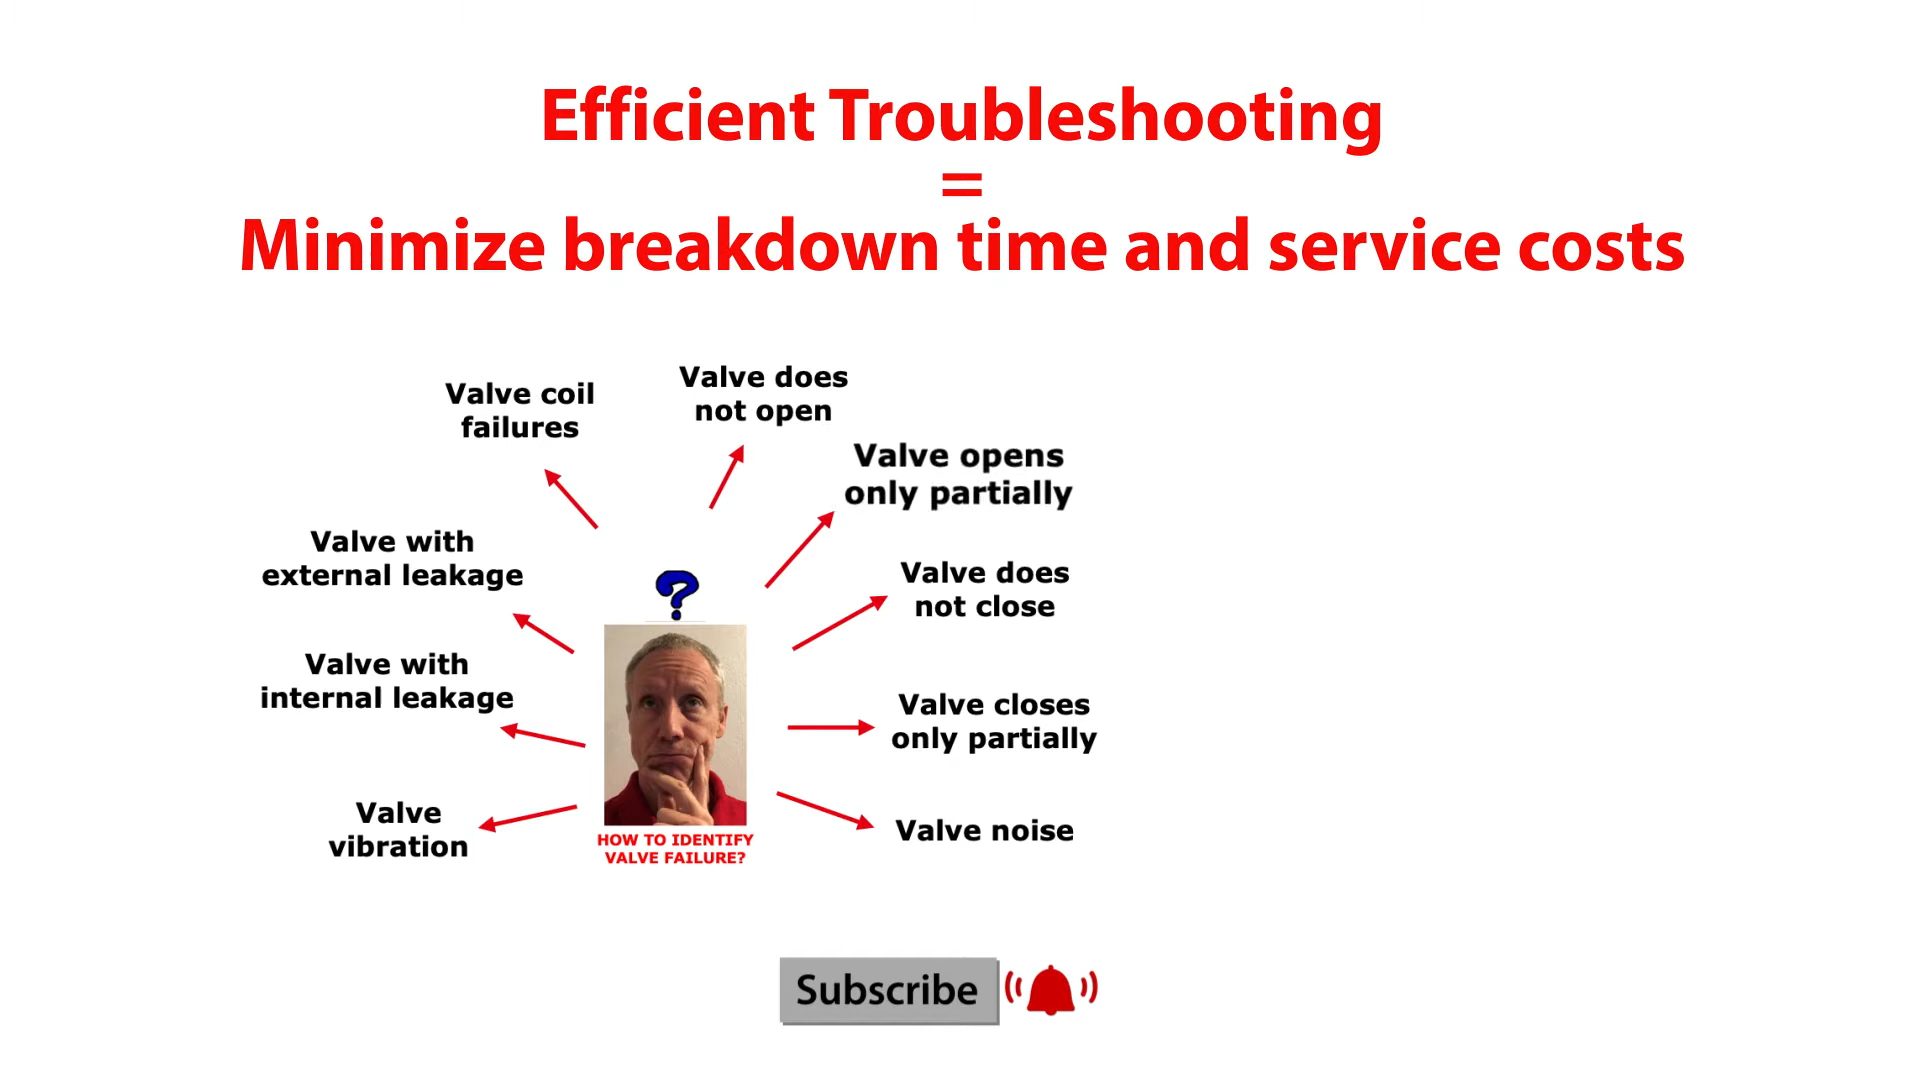 Efficient Troubleshooting
=
Minimize breakdown time and service costs
Valve coil
failures
Valve does
not open
Valve opens
only partially
Valve with
external leakage
Valve does
not close
?
Valve with
internal leakage
Valve closes
only partially
Valve
vibration
Valve noise
HOW TO IDENTIFY
VALVE FAILURE?
Subscribe